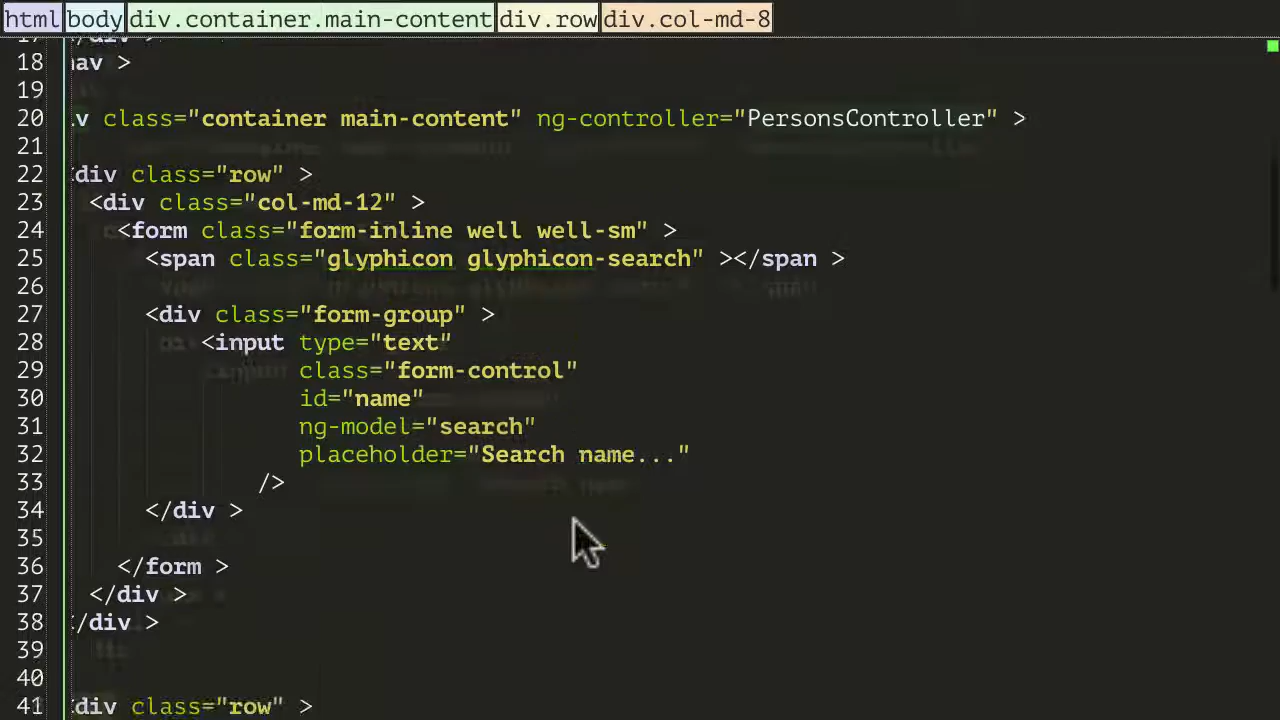 html body div.container.main-content div.row div.col-md-8
18 av >
19
20 v class="container main-content" ng-controller="PersonsController" >
21
22 div class="row" >
23 <div class="col-md-12" >
24 <form class="form-inline well well-sm" >
25 <span class="glyphicon glyphicon-search" ></span >
26
27 <div class="form-group" >
28 <input type="text"
29 class="form-control"
30 id="name"
31 ng-model="search"
32 placeholder="Search name..."
33 />
34 </div >
35
36 </form >
37 </div >
38 /div >
39
40
41 div class="row" >